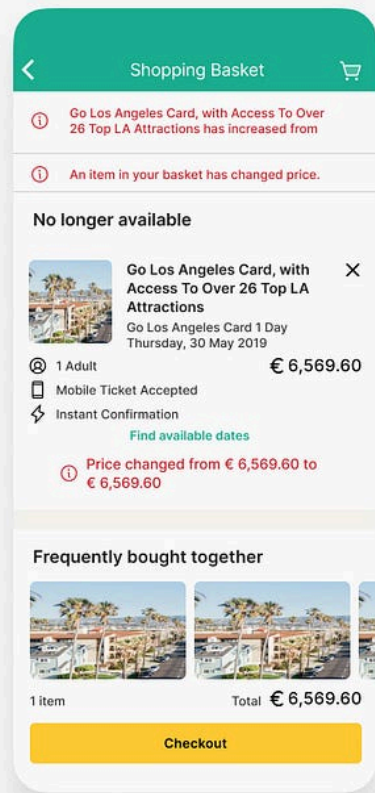 Shopping Basket
Go Los Angeles Card, with Access To Over
26 Top LA Attractions has increased from
An item in your basket has changed price.
No longer available
Go Los Angeles Card, with
Access To Over 26 Top LA
Attractions
Go Los Angeles Card 1 Day
Thursday, 30 May 2019
1 Adult
€ 6,569.60
Mobile Ticket Accepted
Instant Confirmation
Find available dates
Price changed from € 6,569.60 to
€ 6,569.60
Frequently bought together
1 item
Total € 6,569.60
Checkout